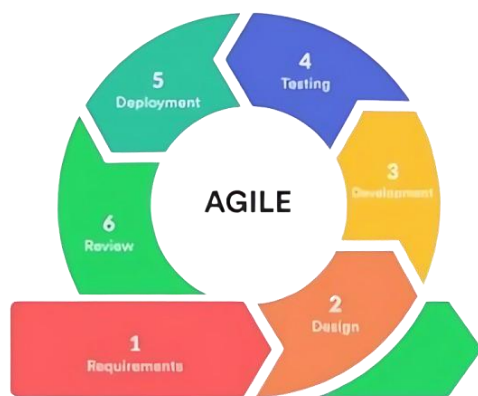 AGILE
1
Requirements
2
Design
3
Development
4
Testing
5
Deployment
6
Review